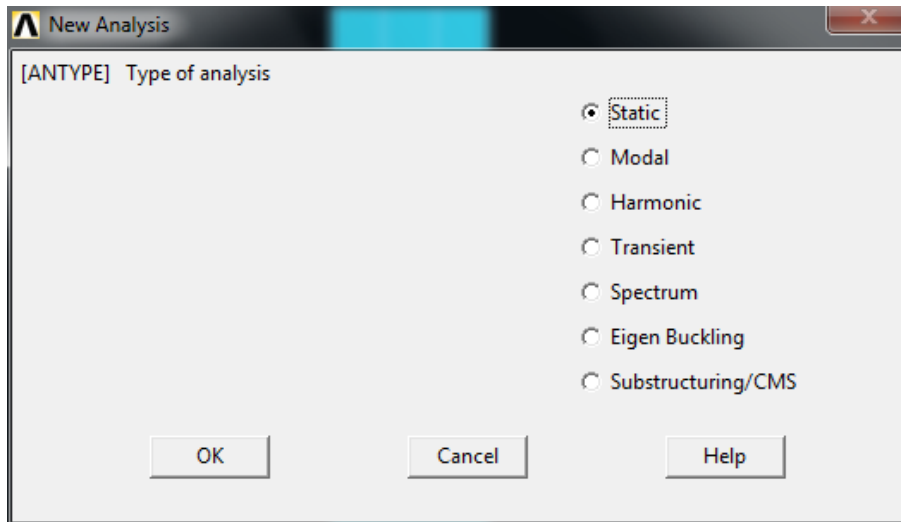 New Analysis
[ANTYPE] Type of analysis
Static
Modal
Harmonic
Transient
Spectrum
Eigen Buckling
Substructuring/CMS
OK Cancel Help